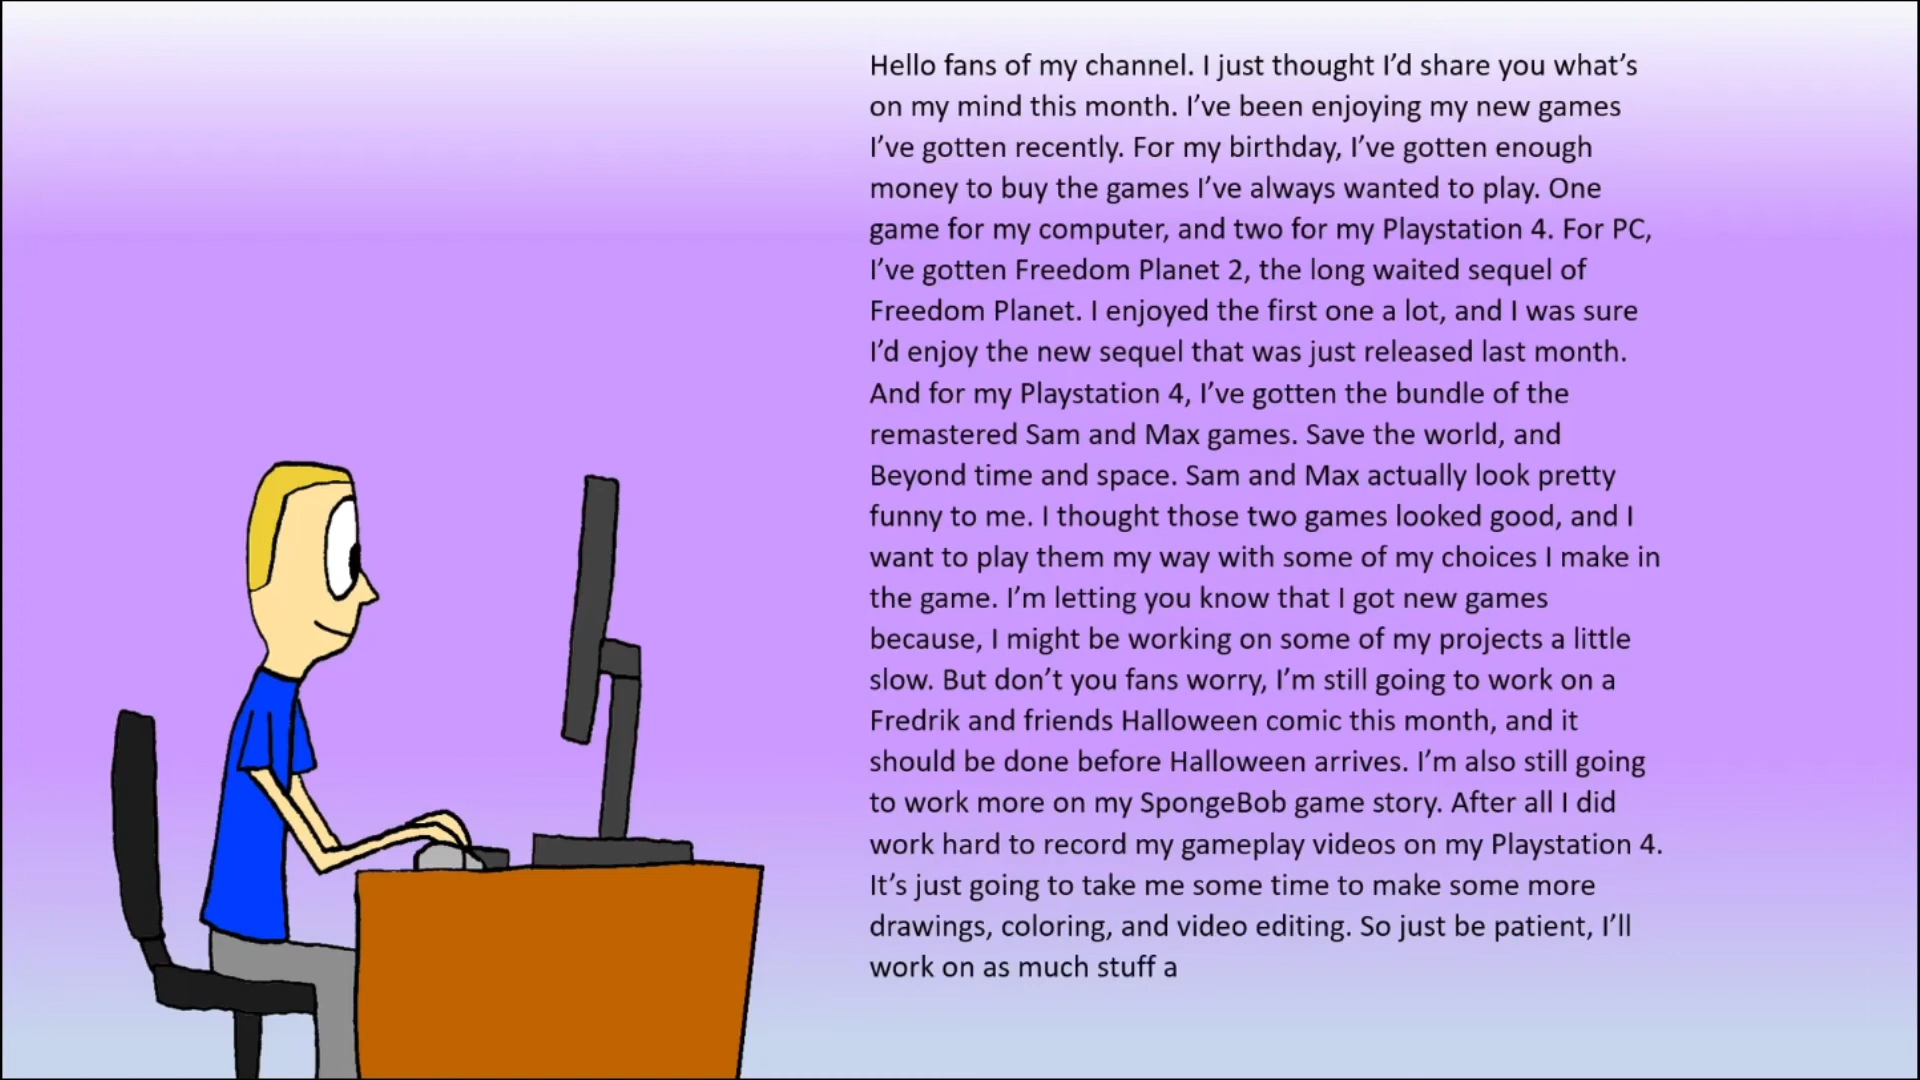 Hello fans of my channel. I just thought I’d share you what’s
on my mind this month. I’ve been enjoying my new games
I’ve gotten recently. For my birthday, I’ve gotten enough
money to buy the games I’ve always wanted to play. One
game for my computer, and two for my Playstation 4. For PC,
I’ve gotten Freedom Planet 2, the long waited sequel of
Freedom Planet. I enjoyed the first one a lot, and I was sure
I’d enjoy the new sequel that was just released last month.
And for my Playstation 4, I’ve gotten the bundle of the
remastered Sam and Max games. Save the world, and
Beyond time and space. Sam and Max actually look pretty
funny to me. I thought those two games looked good, and I
want to play them my way with some of my choices I make in
the game. I’m letting you know that I got new games
because, I might be working on some of my projects a little
slow. But don’t you fans worry, I’m still going to work on a
Fredrik and friends Halloween comic this month, and it
should be done before Halloween arrives. I’m also still going
to work more on my SpongeBob game story. After all I did
work hard to record my gameplay videos on my Playstation 4.
It’s just going to take me some time to make some more
drawings, coloring, and video editing. So just be patient, I’ll
work on as much stuff a